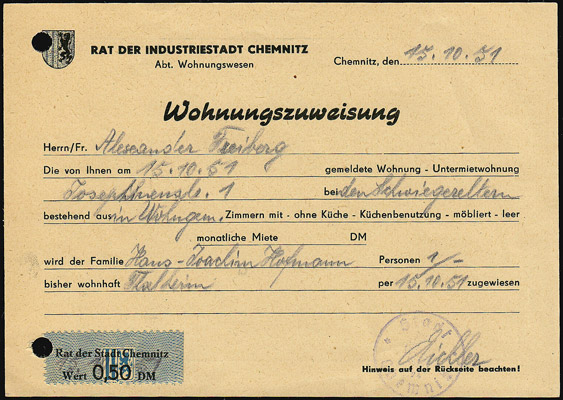 RAT DER INDUSTRIESTADT CHEMNITZ
Abt. Wohnungswesen
Chemnitz, den 15.10.51
Wohnungszuweisung
Herrn/Fr. Alexander Freiberg
Die von Ihnen am 15.10.51 gemeldete Wohnung - Untermietwohnung
1 bei den Schwiegereltern
bestehend aus Zimmern mit - ohne Küche - Küchenbenutzung - möbliert - leer
monatliche Miete DM
wird der Familie Hans-Joachim Hofmann Personen 1/-
bisher wohnhaft Thalheim per 15.10.51 zugewiesen
Rat der Stadt Chemnitz
Wert 0,50 DM
Hinweis auf der Rückseite beachten!